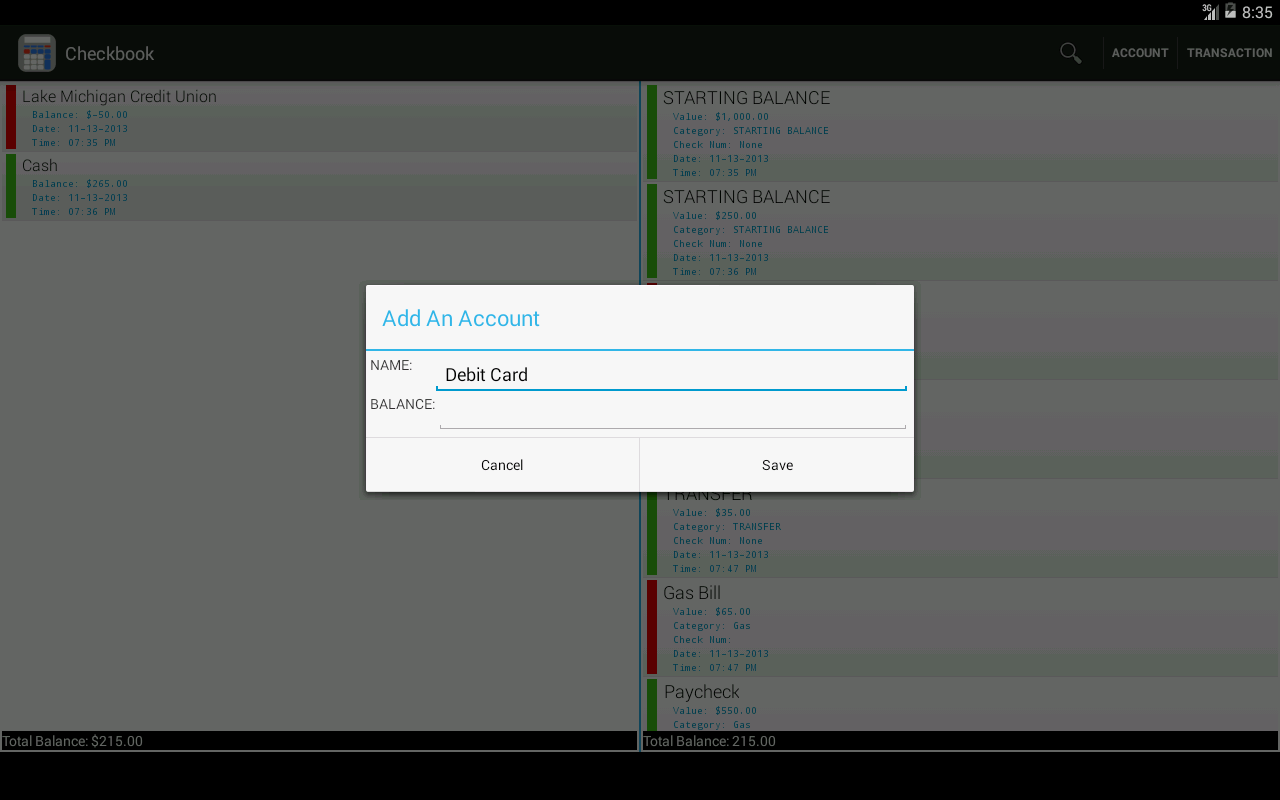 3G 8:35
Checkbook
ACCOUNT
TRANSACTION
Lake Michigan Credit Union
Balance: $-50.00
Date: 11-13-2013
Time: 07:35 PM
Cash
Balance: $265.00
Date: 11-13-2013
Time: 07:36 PM
Total Balance: $215.00
STARTING BALANCE
Value: $1,000.00
Category: STARTING BALANCE
Check Num: None
Date: 11-13-2013
Time: 07:35 PM
STARTING BALANCE
Value: $250.00
Category: STARTING BALANCE
Check Num: None
Date: 11-13-2013
Time: 07:36 PM
TRANSFER
Value: $35.00
Category: TRANSFER
Check Num: None
Date: 11-13-2013
Time: 07:47 PM
Gas Bill
Value: $65.00
Category: Gas
Check Num:
Date: 11-13-2013
Time: 07:47 PM
Paycheck
Value: $550.00
Category: Gas
Total Balance: 215.00
Add An Account
NAME: Debit Card
BALANCE:
Cancel
Save